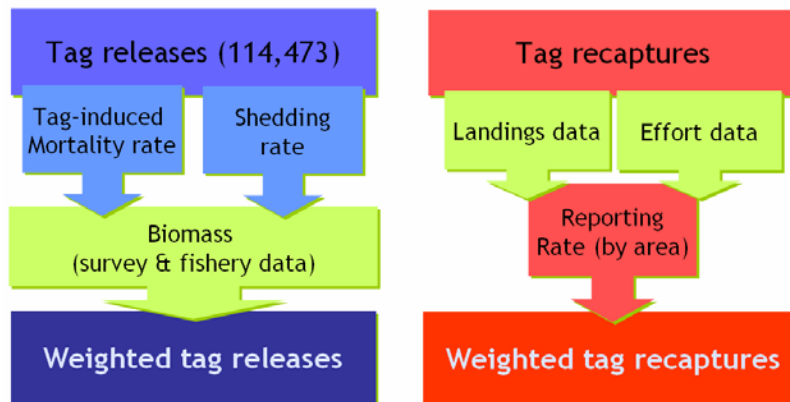 Tag releases (114,473)
Tag-induced
Mortality rate
Shedding
rate
Biomass
(survey & fishery data)
Weighted tag releases
Tag recaptures
Landings data
Effort data
Reporting
Rate (by area)
Weighted tag recaptures